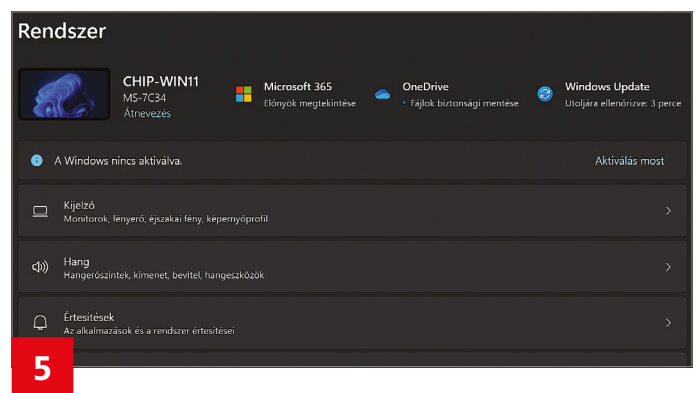 Rendszer
CHIP-WIN11
MS-7C34
Átnevezés
Microsoft 365
Előnyök megtekintése
OneDrive
• Fájlok biztonsági mentése
Windows Update
Utoljára ellenőrizve: 3 perce
A Windows nincs aktiválva.
Aktiválás most
Kijelző
Monitorok, fényerő, éjszakai fény, képernyőprofil
Hang
Hangerőszintek, kimenet, bevitel, hangeszközök
Értesítések
Az alkalmazások és a rendszer értesítései
5